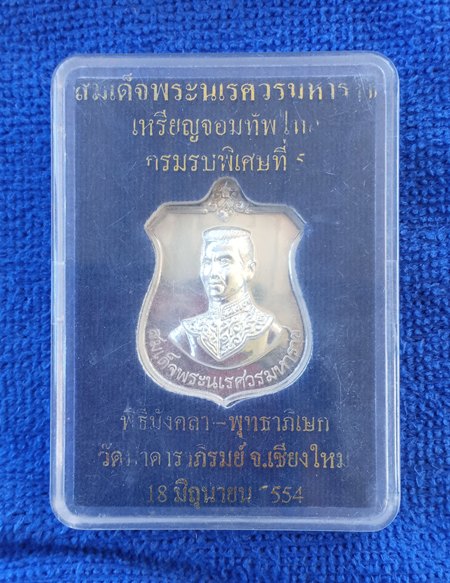 สมเด็จพระนเรศวรมหาราช
เหรียญจอมทัพไทย
กรมรบพิเศษที่
สมเด็จพระนเรศวรมหาราช
พิธีมังคลา-พุทธาภิเษก
จ.เชียงใหม่
18 มิถุนายน 2554